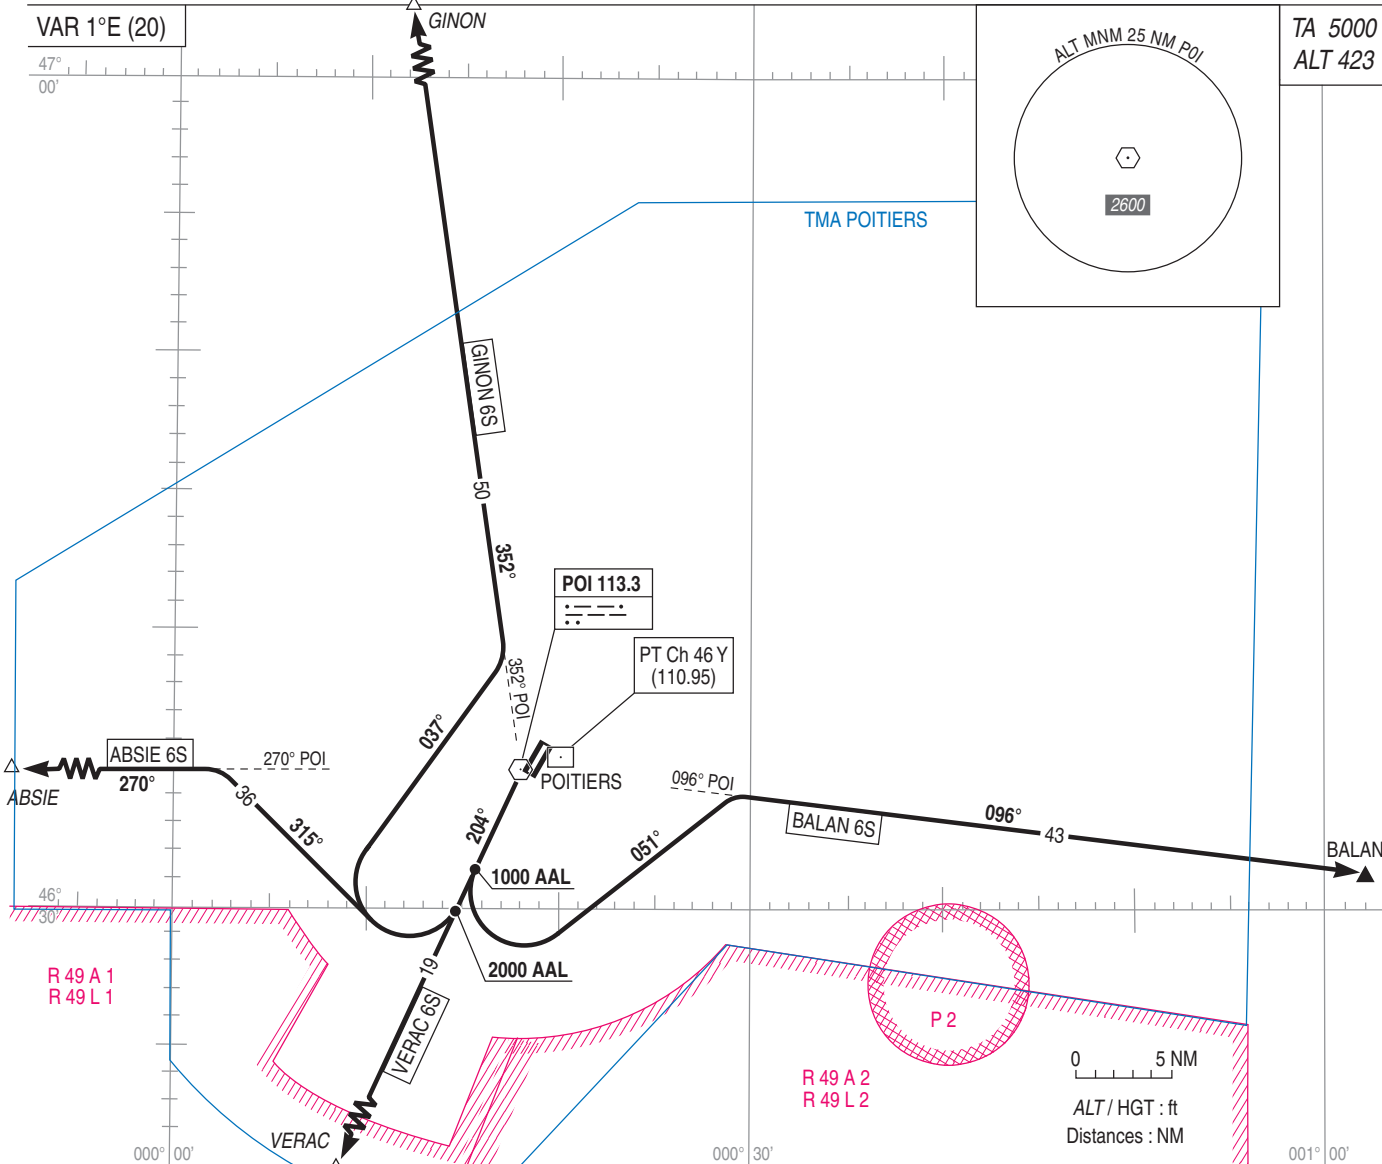 VAR 1°E (20)
GINON
ALT MNM 25 NM POI
2600
TA 5000
ALT 423
47°
00'
TMA POITIERS
GINON 6S
50
352°
POI 113.3
352° POI
PT Ch 46 Y
(110.95)
037°
ABSIE 6S
270° POI
270°
ABSIE
36
315°
POITIERS
204°
096° POI
096°
BALAN 6S
43
051°
BALAN
1000 AAL
46°
30'
2000 AAL
19
VERAC 6S
R 49 A 1
R 49 L 1
P 2
R 49 A 2
R 49 L 2
0 5 NM
ALT / HGT : ft
Distances : NM
VERAC
000° 00'
000° 30'
001° 00'